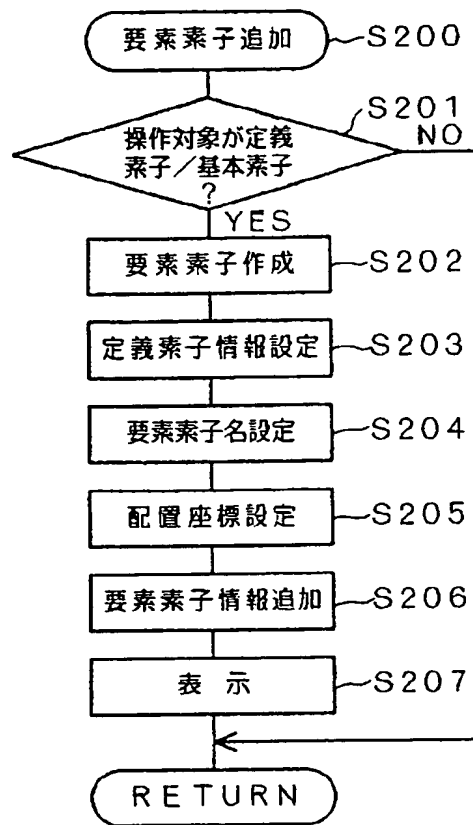 要素素子追加
S200
S201
操作対象が定義
素子/基本素子
?
NO
YES
要素素子作成
S202
定義素子情報設定
S203
要素素子名設定
S204
配置座標設定
S205
要素素子情報追加
S206
表示
S207
RETURN